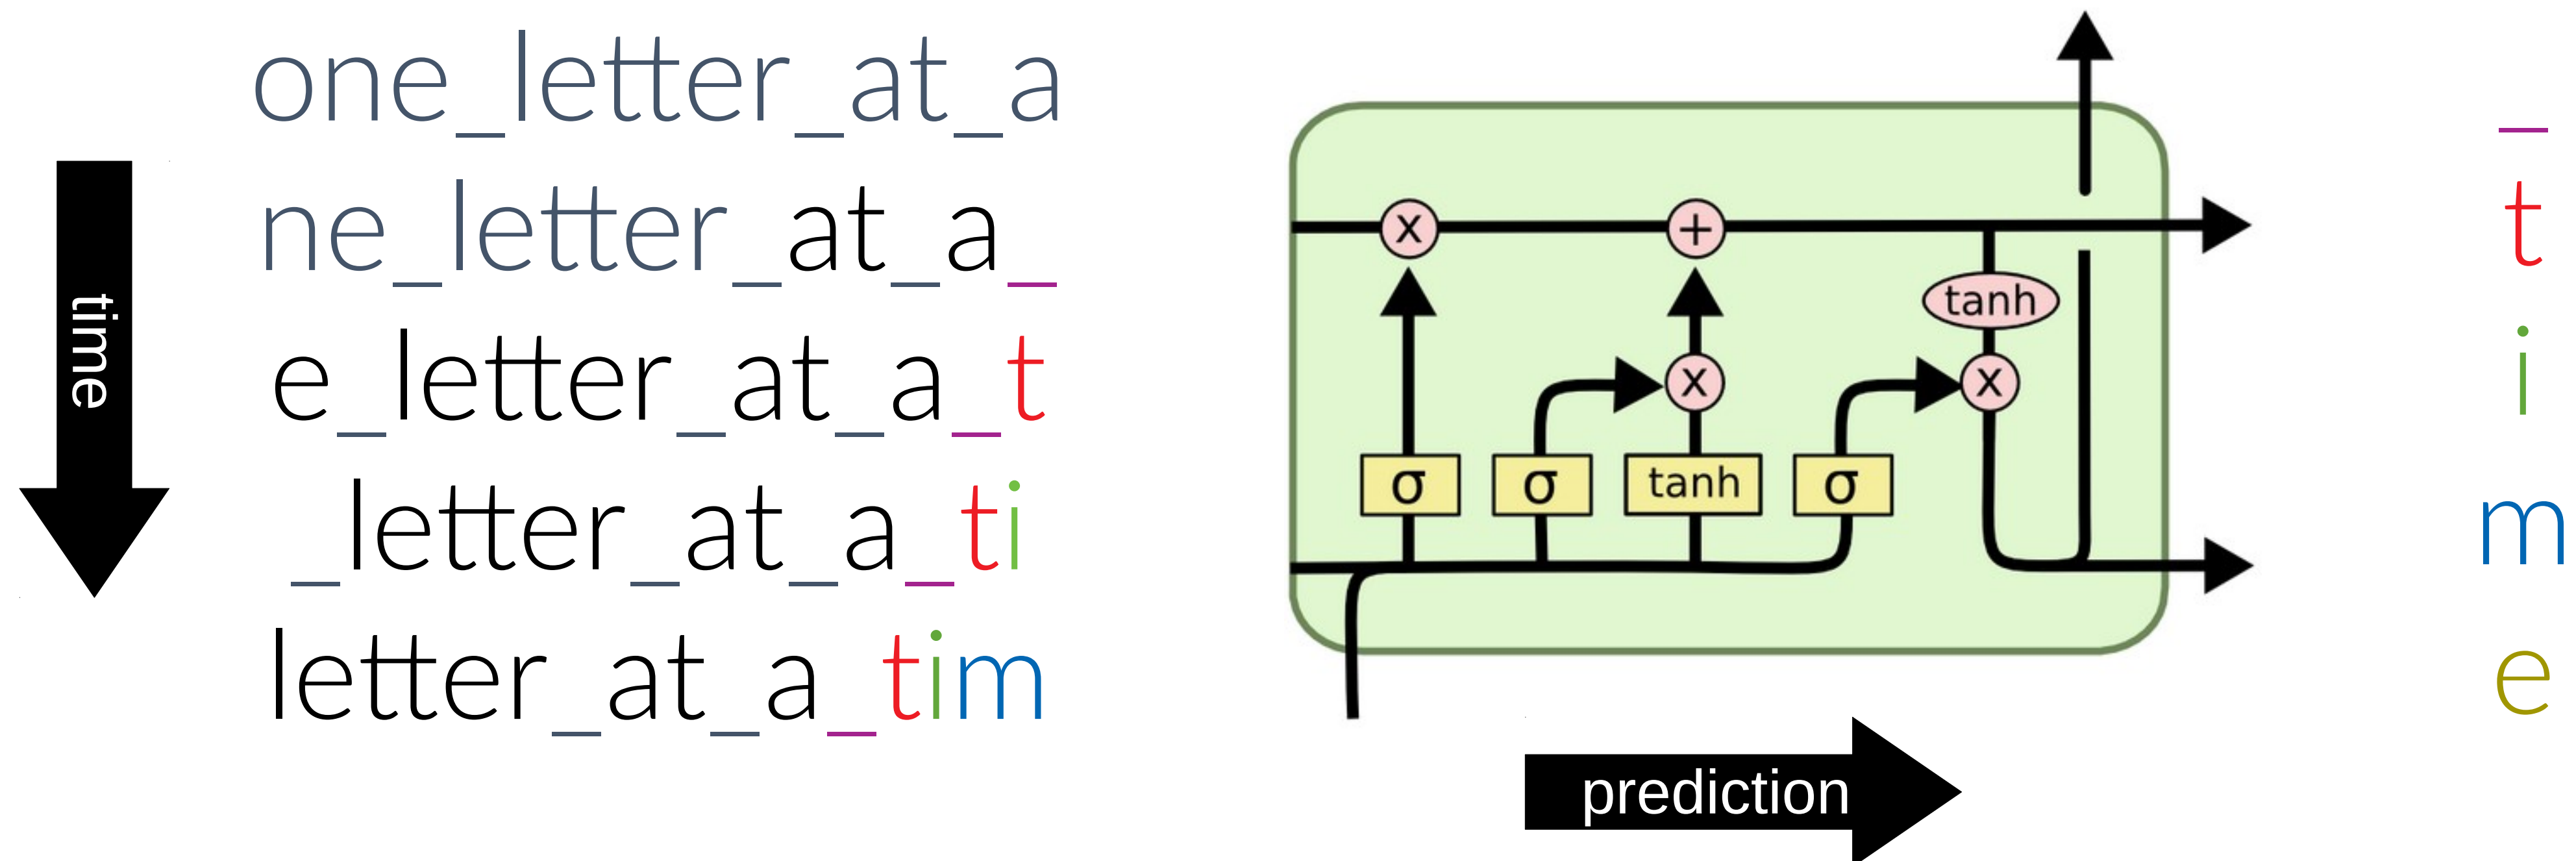 one_letter_at_a
ne_letter_at_a_
e_letter_at_a_t
_letter_at_a_ti
letter_at_a_tim
time
x
+
tanh
x
x
σ
σ
tanh
σ
prediction
_
t
i
m
e